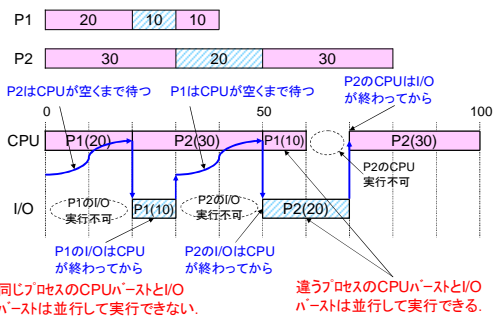 P1
20
10
10
P2
30
20
30
P2はCPUが空くまで待つ
P1はCPUが空くまで待つ
P2のCPUはI/O
が終わってから
0
50
100
CPU
P1(20)
P2(30)
P1(10)
P2(30)
P2のCPU
実行不可
I/O
P1のI/O
実行不可
P1(10)
P2のI/O
実行不可
P2(20)
P1のI/OはCPU
が終わってから
P2のI/OはCPU
が終わってから
同じプロセスのCPUバーストとI/O
バーストは並行して実行できない.
違うプロセスのCPUバーストとI/O
バーストは並行して実行できる.